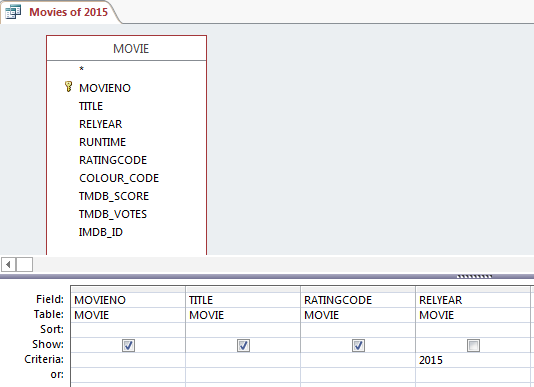 Movies of 2015
MOVIE
*
MOVIENO
TITLE
RELYEAR
RUNTIME
RATINGCODE
COLOUR_CODE
TMDB_SCORE
TMDB_VOTES
IMDB_ID
Field: MOVIENO TITLE RATINGCODE RELYEAR
Table: MOVIE MOVIE MOVIE MOVIE
Sort:
Show:
Criteria: 2015
or: